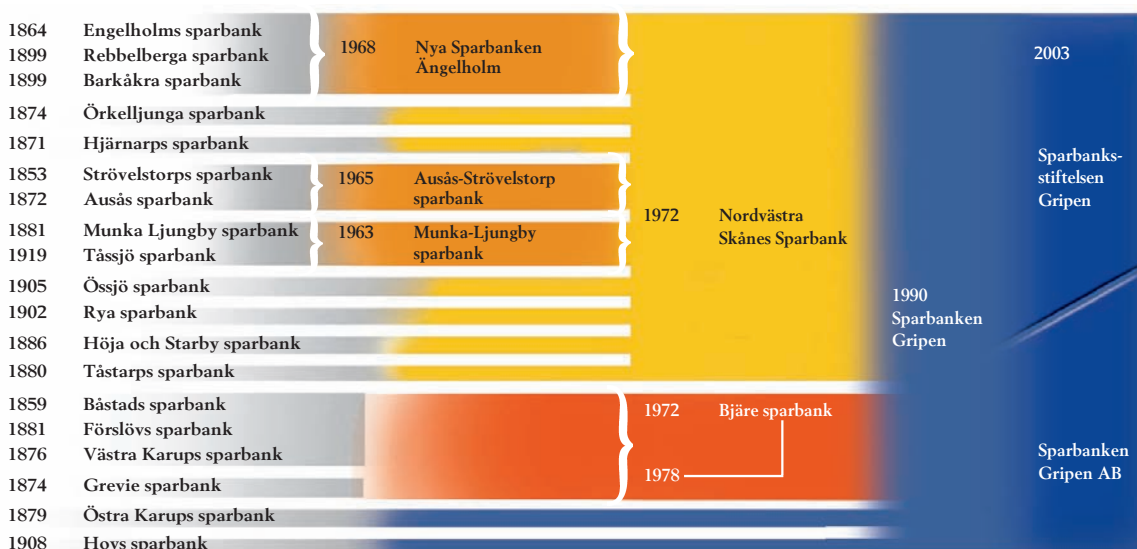 1864 Engelholms sparbank
1899 Rebbelberga sparbank
1899 Barkåkra sparbank
1874 Örkelljunga sparbank
1871 Hjärnarps sparbank
1853 Strövelstorps sparbank
1872 Ausås sparbank
1881 Munka Ljungby sparbank
1919 Tåssjö sparbank
1905 Össjö sparbank
1902 Rya sparbank
1886 Höja och Starby sparbank
1880 Tåstarps sparbank
1859 Båstads sparbank
1881 Förslövs sparbank
1876 Västra Karups sparbank
1874 Grevie sparbank
1879 Östra Karups sparbank
1908 Hovs sparbank
1968 Nya Sparbanken
Ängelholm
1965 Ausås-Strövelstorp
sparbank
1963 Munka-Ljungby
sparbank
1972 Nordvästra
Skånes Sparbank
1972 Bjäre sparbank
1978
1990
Sparbanken
Gripen
2003
Sparbanks-
stiftelsen
Gripen
Sparbanken
Gripen AB